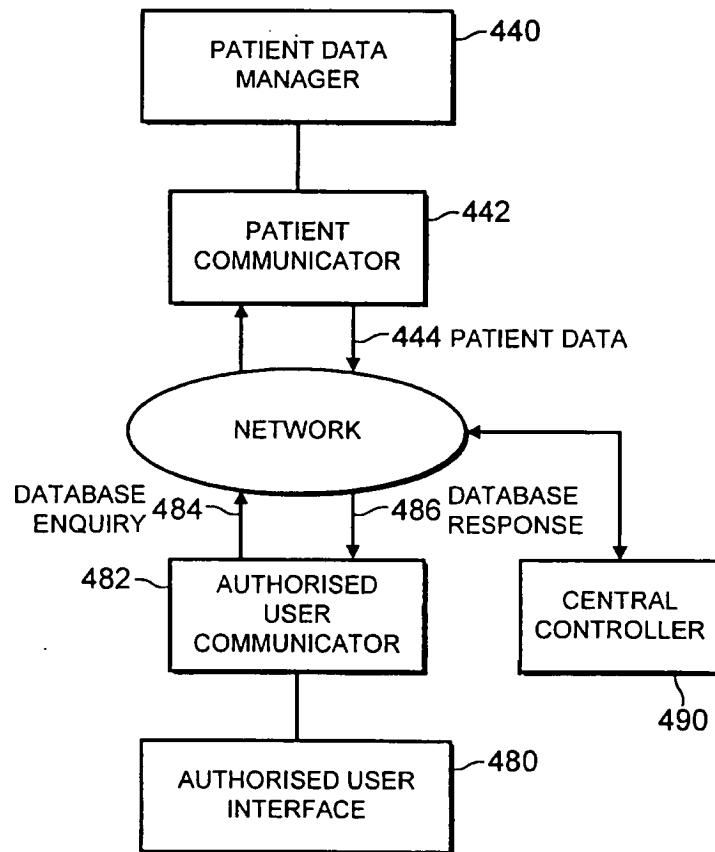 440
PATIENT DATA
MANAGER
442
PATIENT
COMMUNICATOR
444 PATIENT DATA
NETWORK
DATABASE
ENQUIRY
484
486
DATABASE
RESPONSE
482
AUTHORISED
USER
COMMUNICATOR
CENTRAL
CONTROLLER
490
480
AUTHORISED USER
INTERFACE